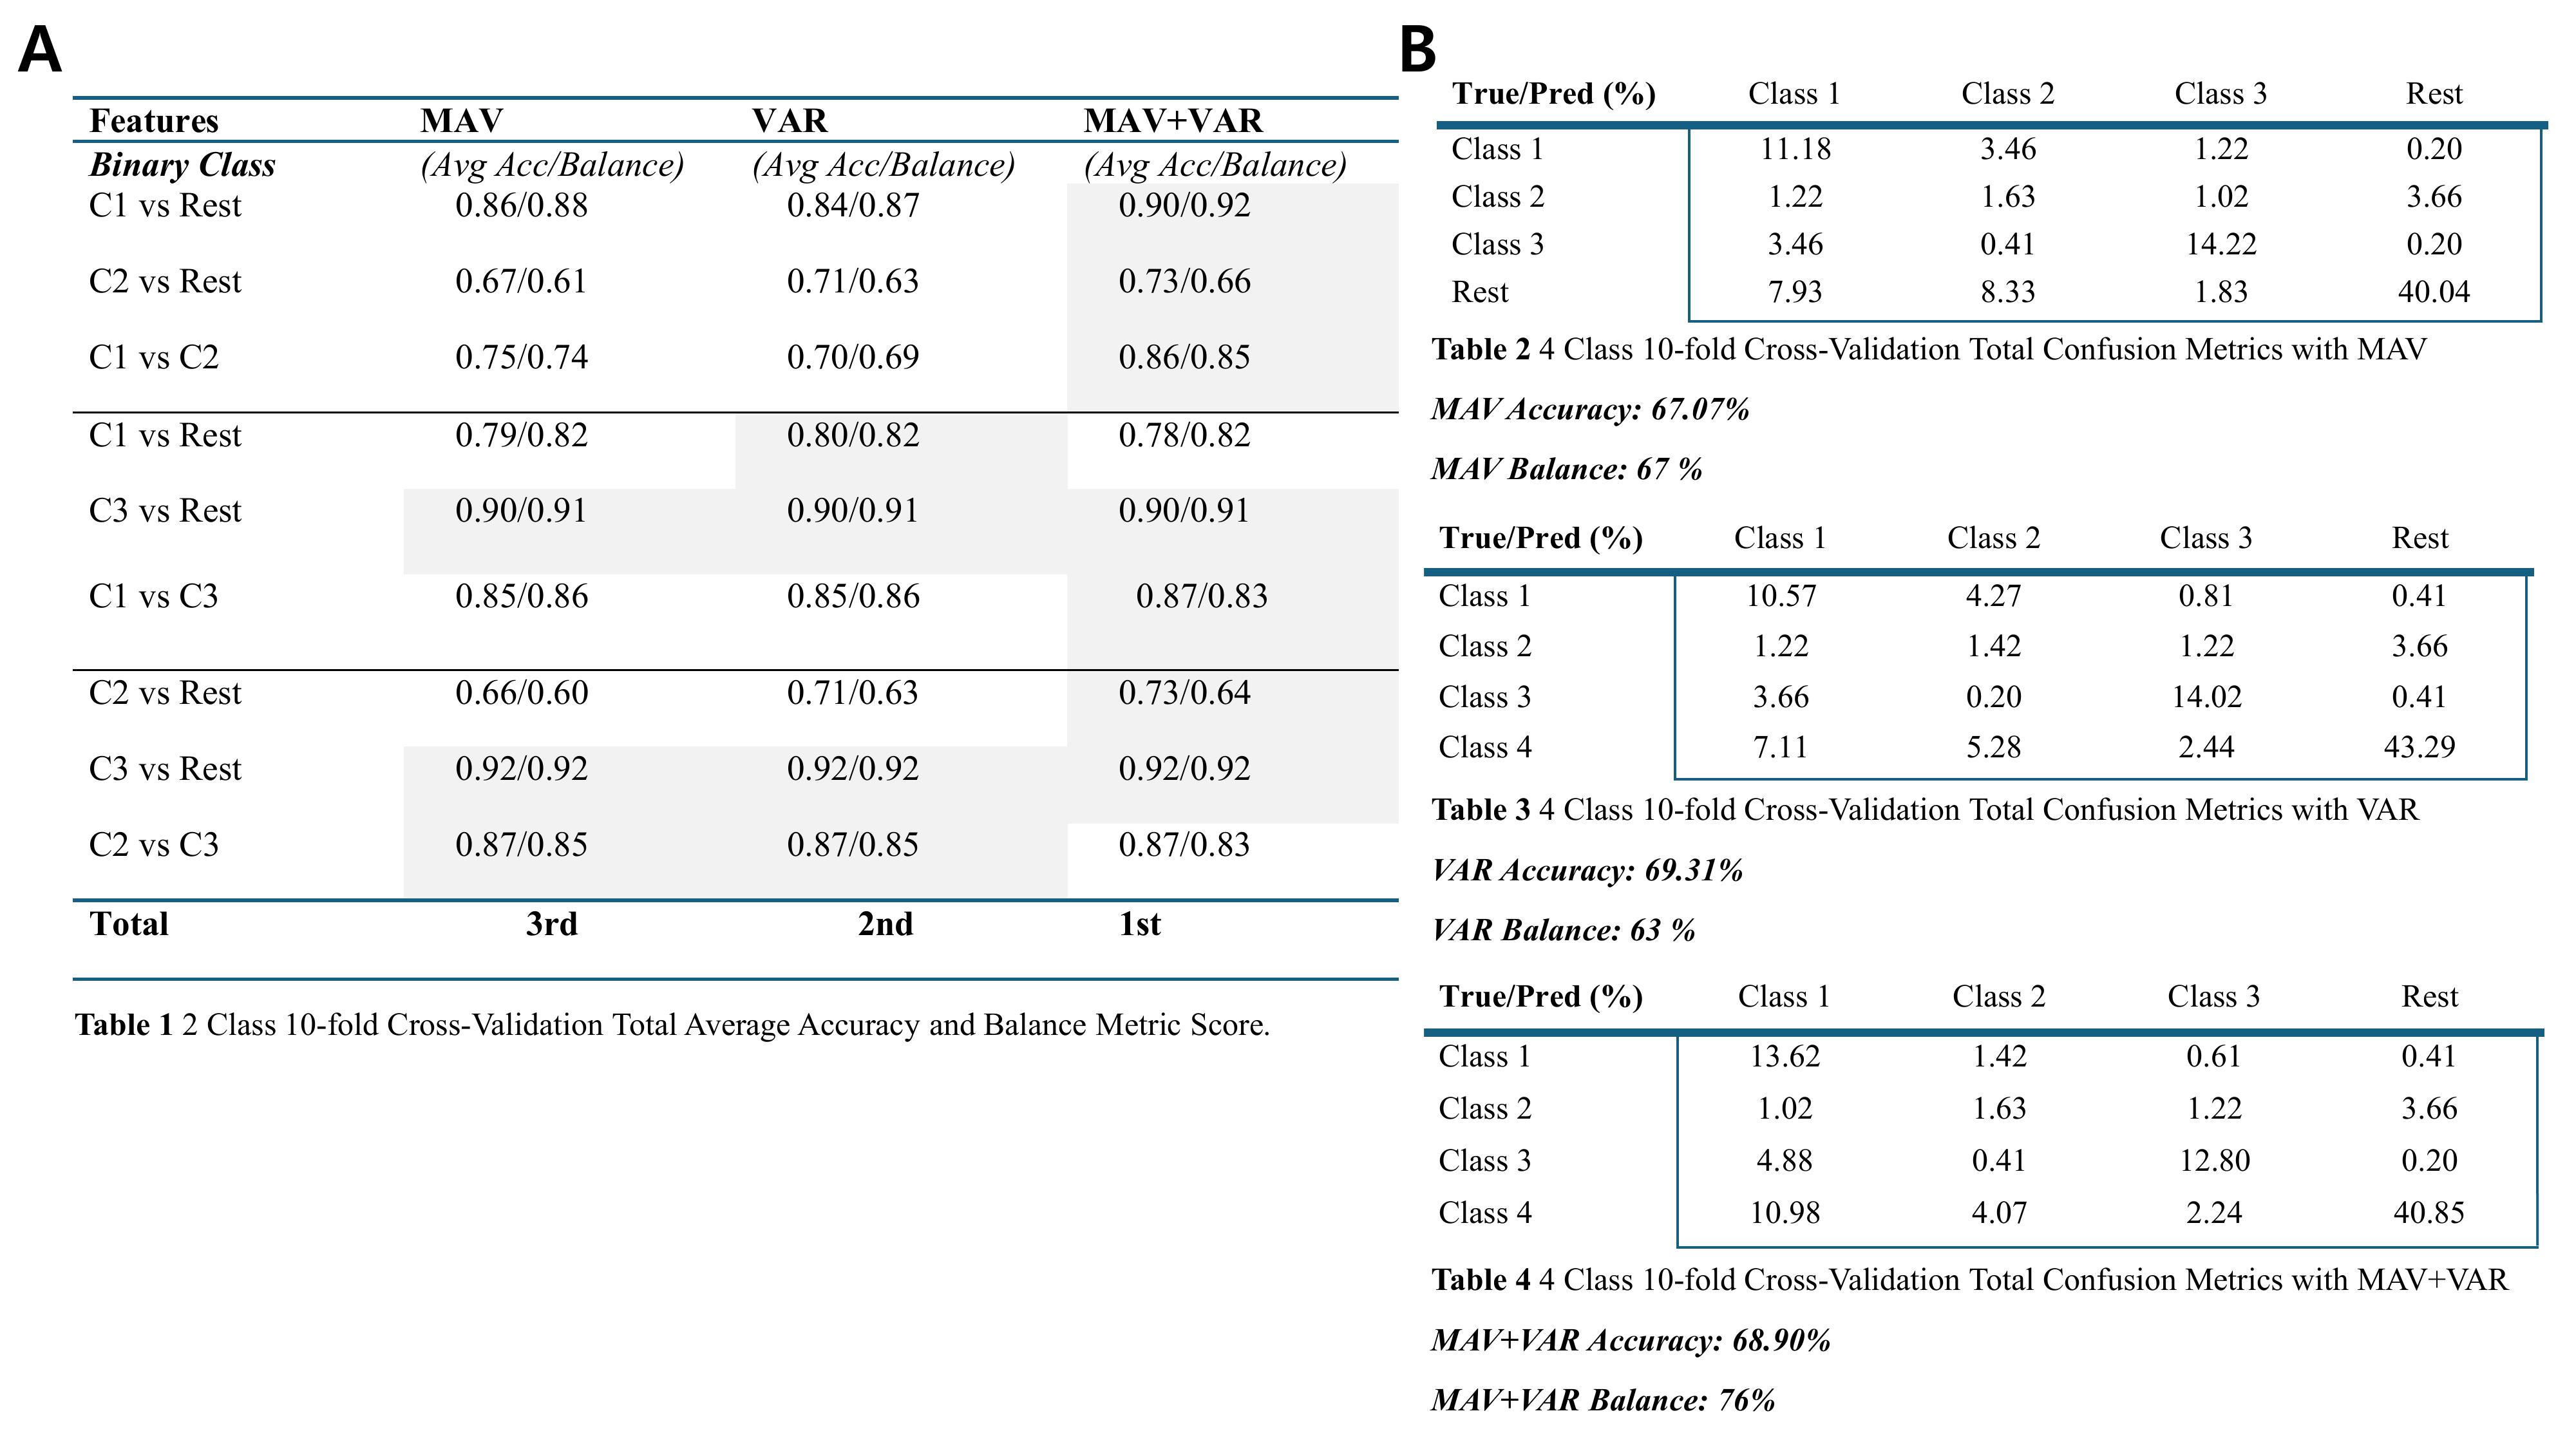 A
Features MAV VAR MAV+VAR
Binary Class (Avg Acc/Balance) (Avg Acc/Balance) (Avg Acc/Balance)
C1 vs Rest 0.86/0.88 0.84/0.87 0.90/0.92
C2 vs Rest 0.67/0.61 0.71/0.63 0.73/0.66
C1 vs C2 0.75/0.74 0.70/0.69 0.86/0.85
C1 vs Rest 0.79/0.82 0.80/0.82 0.78/0.82
C3 vs Rest 0.90/0.91 0.90/0.91 0.90/0.91
C1 vs C3 0.85/0.86 0.85/0.86 0.87/0.83
C2 vs Rest 0.66/0.60 0.71/0.63 0.73/0.64
C3 vs Rest 0.92/0.92 0.92/0.92 0.92/0.92
C2 vs C3 0.87/0.85 0.87/0.85 0.87/0.83
Total 3rd 2nd 1st
Table 1 2 Class 10-fold Cross-Validation Total Average Accuracy and Balance Metric Score.
B
True/Pred (%) Class 1 Class 2 Class 3 Rest
Class 1 11.18 3.46 1.22 0.20
Class 2 1.22 1.63 1.02 3.66
Class 3 3.46 0.41 14.22 0.20
Rest 7.93 8.33 1.83 40.04
Table 2 4 Class 10-fold Cross-Validation Total Confusion Metrics with MAV
MAV Accuracy: 67.07%
MAV Balance: 67 %
True/Pred (%) Class 1 Class 2 Class 3 Rest
Class 1 10.57 4.27 0.81 0.41
Class 2 1.22 1.42 1.22 3.66
Class 3 3.66 0.20 14.02 0.41
Class 4 7.11 5.28 2.44 43.29
Table 3 4 Class 10-fold Cross-Validation Total Confusion Metrics with VAR
VAR Accuracy: 69.31%
VAR Balance: 63 %
True/Pred (%) Class 1 Class 2 Class 3 Rest
Class 1 13.62 1.42 0.61 0.41
Class 2 1.02 1.63 1.22 3.66
Class 3 4.88 0.41 12.80 0.20
Class 4 10.98 4.07 2.24 40.85
Table 4 4 Class 10-fold Cross-Validation Total Confusion Metrics with MAV+VAR
MAV+VAR Accuracy: 68.90%
MAV+VAR Balance: 76%